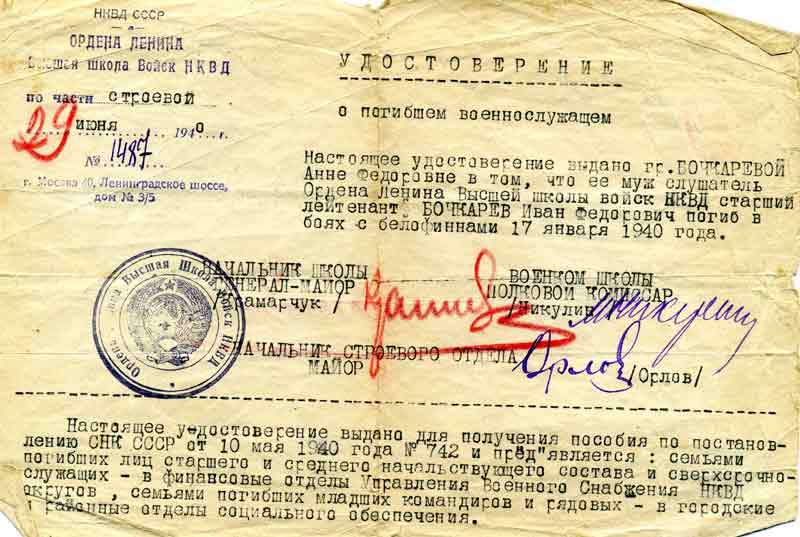 НКВД СССР
ОРДЕНА ЛЕНИНА
Высшая школа Войск НКВД
по части строевой
29 июня 1940 г.
№ 1487
г. Москва 40, Ленинградское шоссе,
дом № 3/5
УДОСТОВЕРЕНИЕ
о погибшем военнослужащем
Настоящее удостоверение выдано гр.БОЧКАРЕВОЙ
Анне Федоровне в том, что ее муж слушатель
Ордена Ленина Высшей школы войск НКВД старший
лейтенант БОЧКАРЕВ Иван Федорович погиб в
боях с белофиннами 17 января 1940 года.
НАЧАЛЬНИК ШКОЛЫ
ГЕНЕРАЛ-МАЙОР
ВОЕНКОМ ШКОЛЫ
ПОЛКОВОЙ КОМИССАР
/Никулин
НАЧАЛЬНИК СТРОЕВОГО ОТДЕЛА
МАЙОР
Орлов
/Орлов/
Ордена Высшая Школа Войск НКВД
Настоящее удостоверение выдано для получения пособия по постанов-
лению СНК СССР от 10 мая 1940 года № 742 и пред"является : семьями
погибших лиц старшего и среднего начальствующего состава и сверхсрочно-
служащих - в финансовые отделы Управления Военного Снабжения НКВД
округов , семьями погибших младших командиров и рядовых - в городские
и районные отделы социального обеспечения.